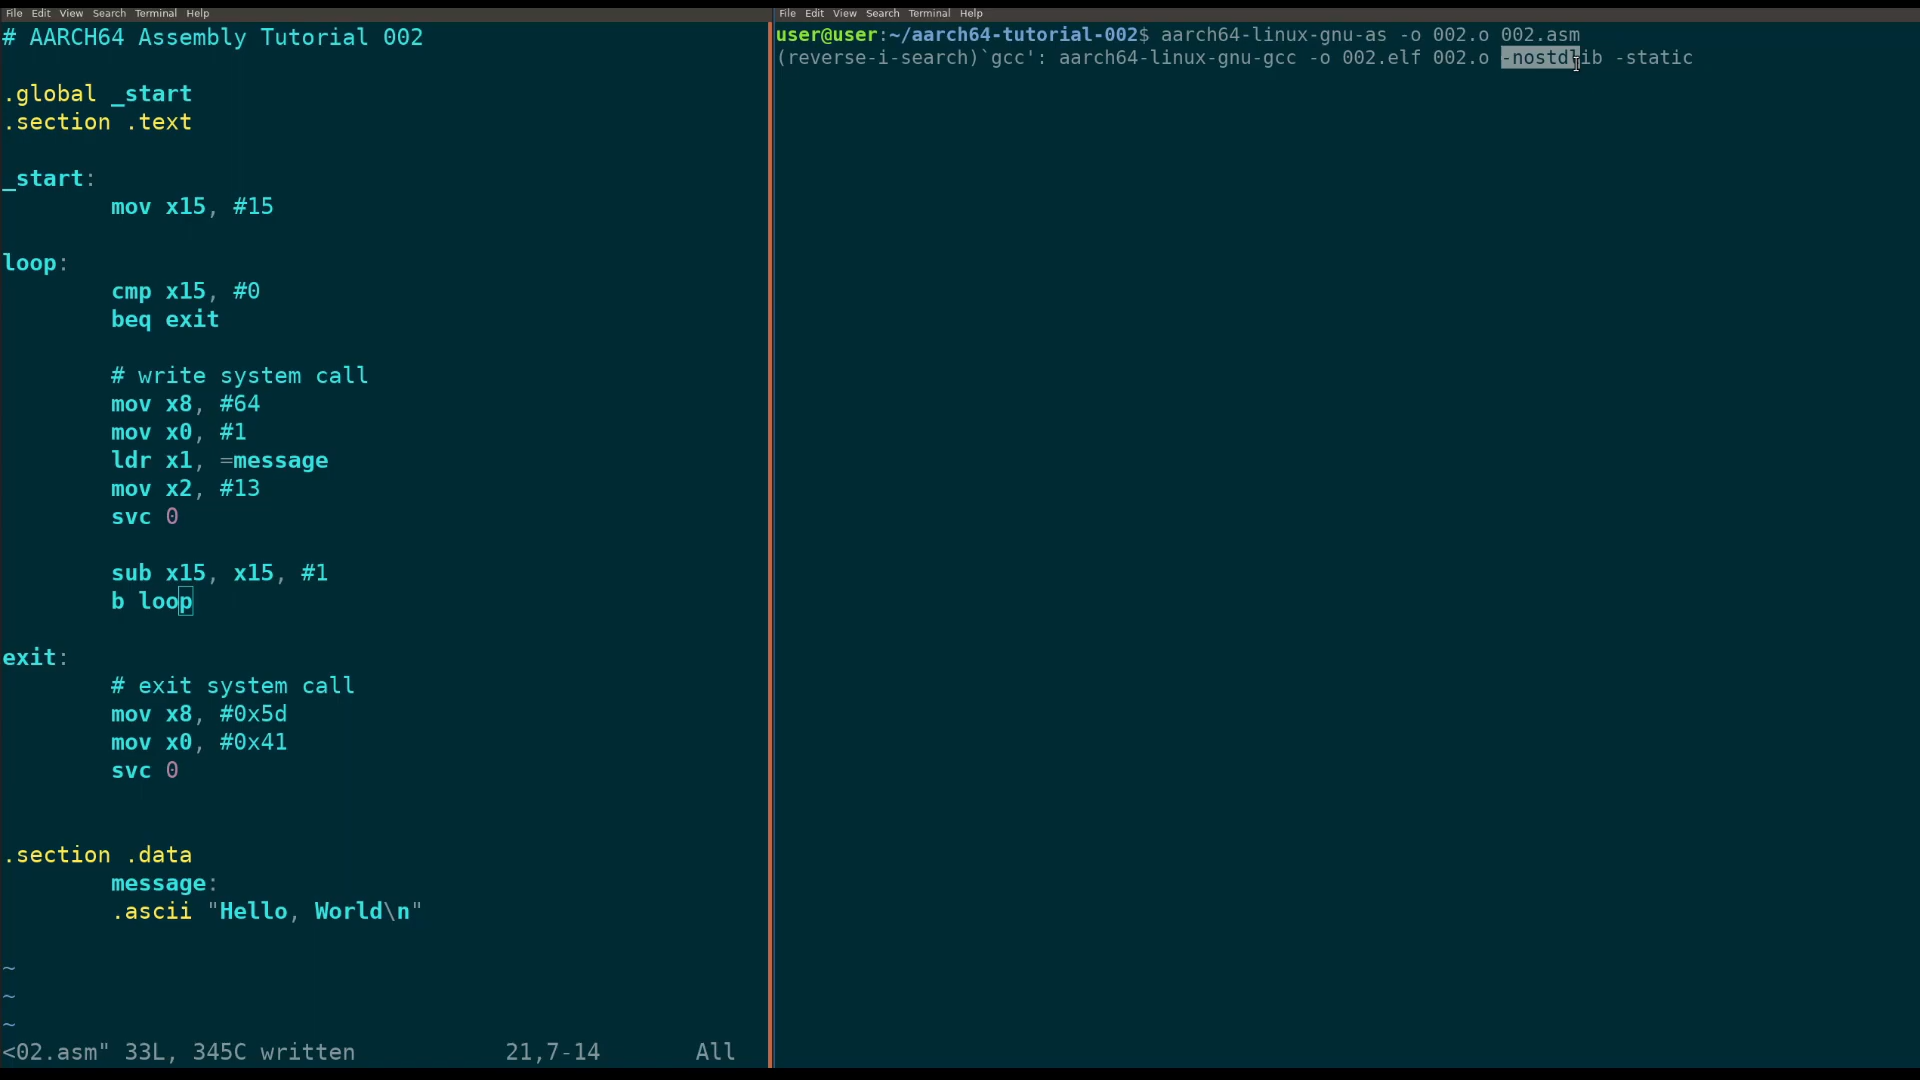 File Edit View Search Terminal Help
# AARCH64 Assembly Tutorial 002
.global _start
.section .text
_start:
mov x15, #15
loop:
cmp x15, #0
beq exit
# write system call
mov x8, #64
mov x0, #1
ldr x1, =message
mov x2, #13
svc 0
sub x15, x15, #1
b loop
exit:
# exit system call
mov x8, #0x5d
mov x0, #0x41
svc 0
.section .data
message:
.ascii "Hello, World\n"
~
~
~
<02.asm" 33L, 345C written 21,7-14 All
File Edit View Search Terminal Help
user@user:~/aarch64-tutorial-002$ aarch64-linux-gnu-as -o 002.o 002.asm
(reverse-i-search)`gcc': aarch64-linux-gnu-gcc -o 002.elf 002.o -nostdlib -static